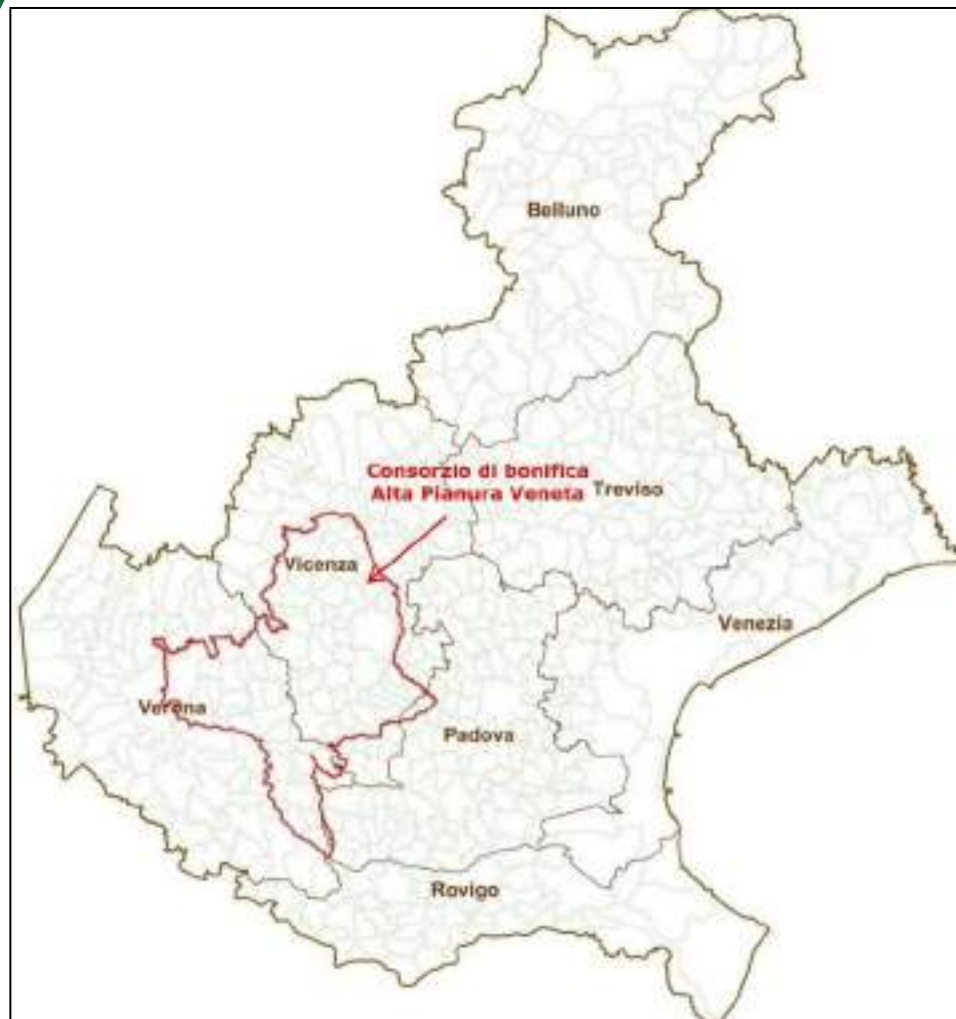 Belluno
Consorzio di bonifica
Alta Pianura Veneta
Treviso
Vicenza
Venezia
Verona
Padova
Rovigo